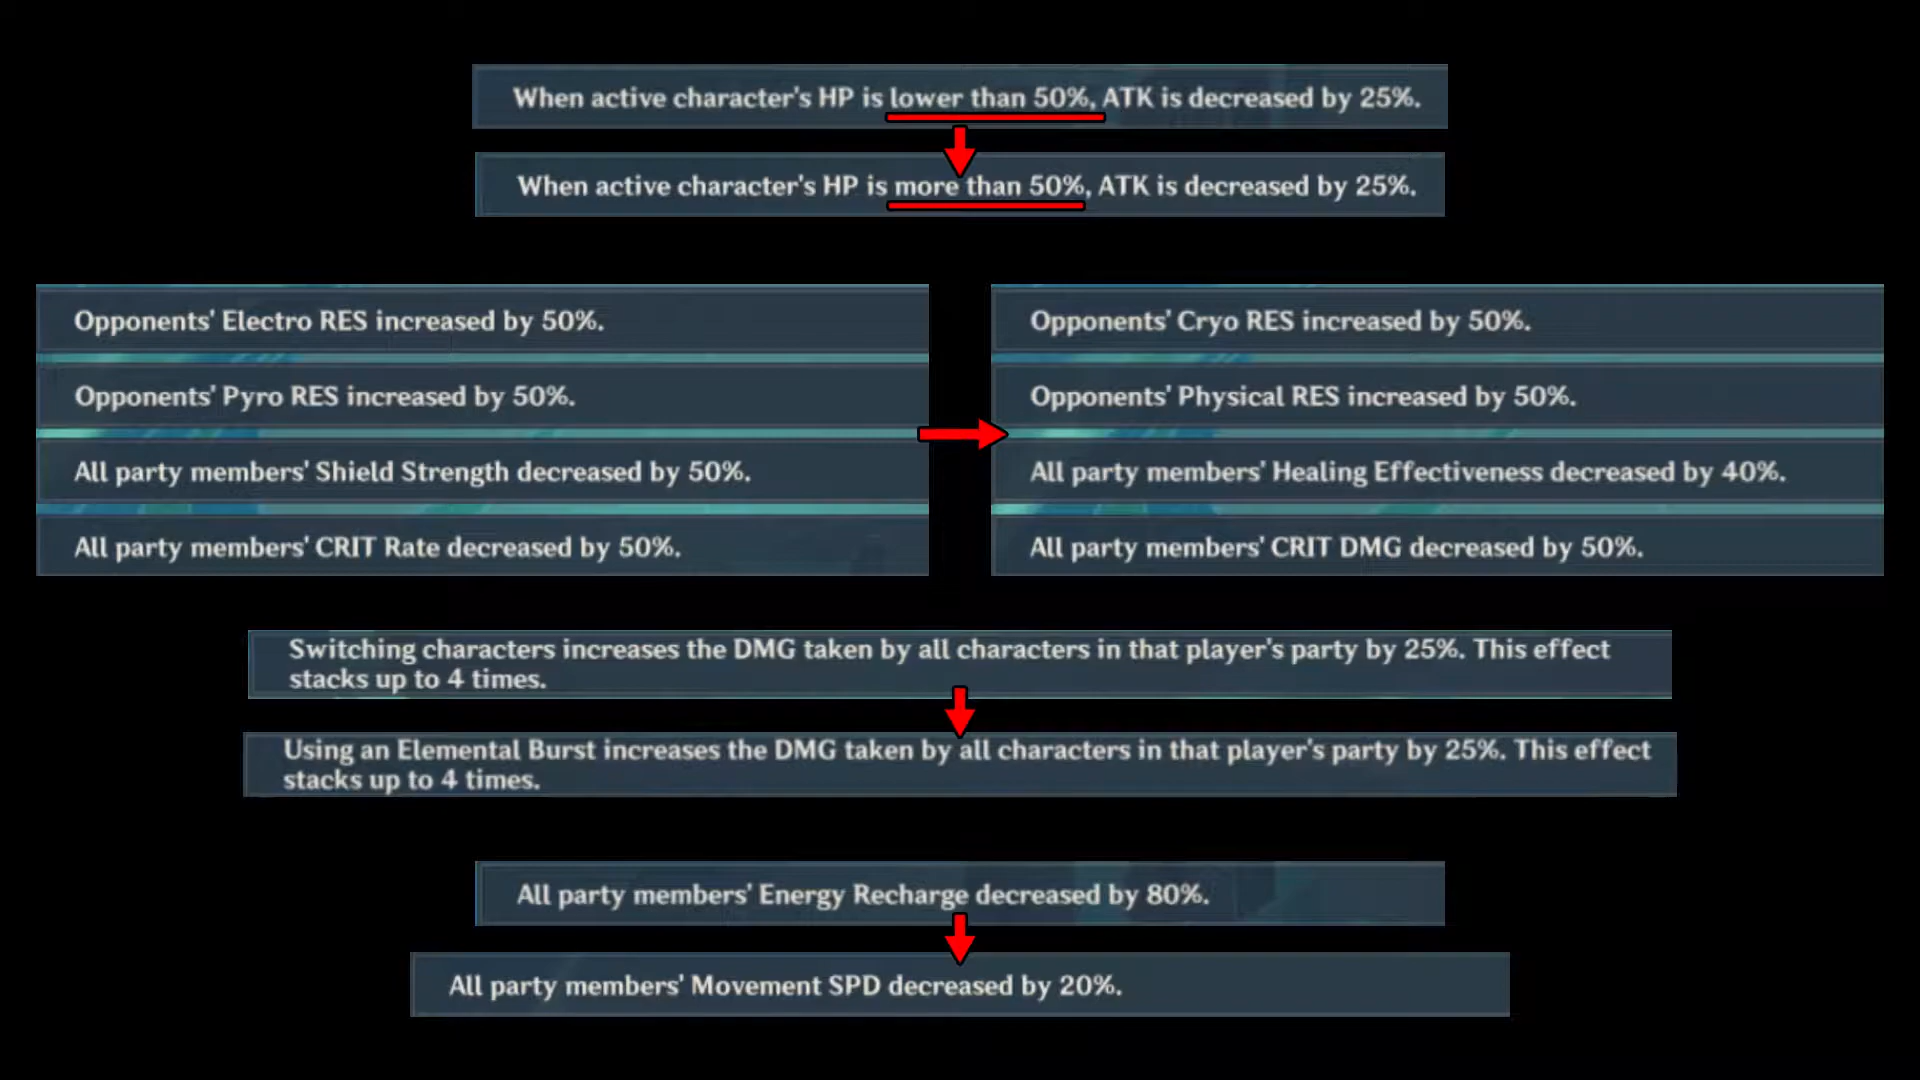 When active character's HP is lower than 50%, ATK is decreased by 25%.
When active character's HP is more than 50%, ATK is decreased by 25%.
Opponents' Electro RES increased by 50%.
Opponents' Pyro RES increased by 50%.
All party members' Shield Strength decreased by 50%.
All party members' CRIT Rate decreased by 50%.
Opponents' Cryo RES increased by 50%.
Opponents' Physical RES increased by 50%.
All party members' Healing Effectiveness decreased by 40%.
All party members' CRIT DMG decreased by 50%.
Switching characters increases the DMG taken by all characters in that player's party by 25%. This effect
stacks up to 4 times.
Using an Elemental Burst increases the DMG taken by all characters in that player's party by 25%. This effect
stacks up to 4 times.
All party members' Energy Recharge decreased by 80%.
All party members' Movement SPD decreased by 20%.